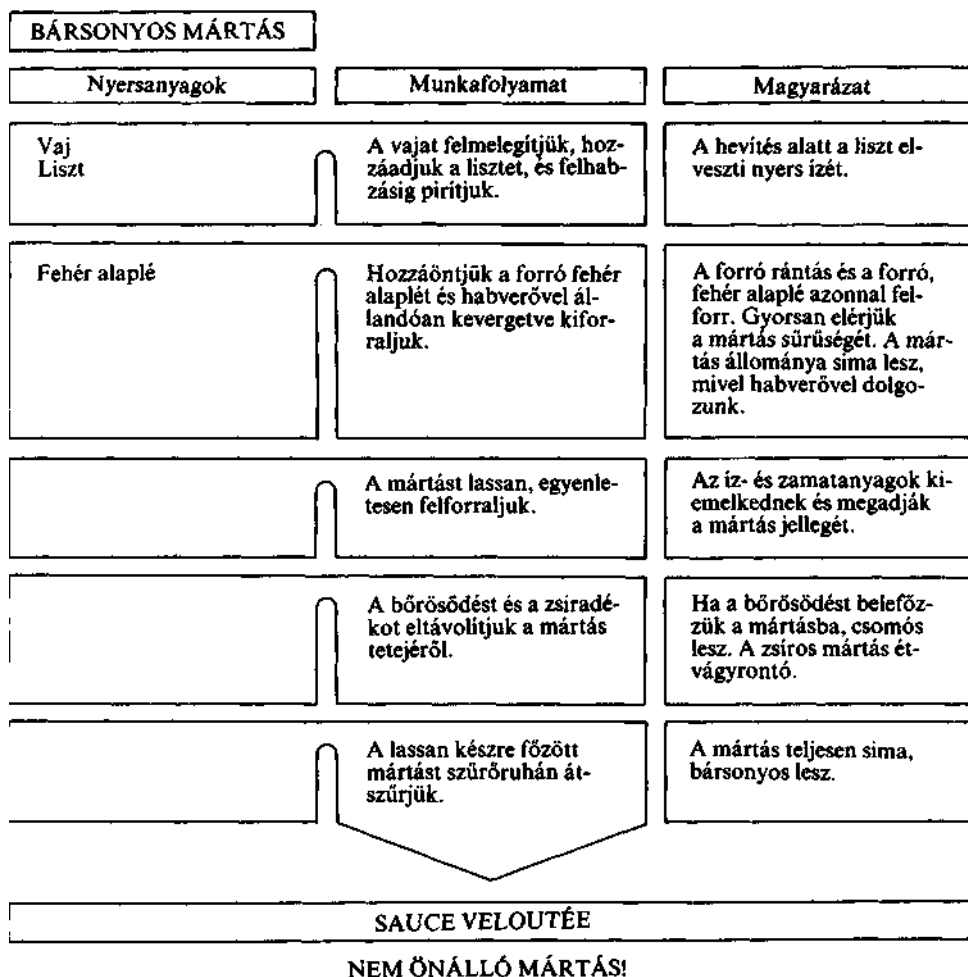 BÁRSONYOS MÁRTÁS
Nyersanyagok
Munkafolyamat
Magyarázat
Vaj
Liszt
A vajat felmelegítjük, hoz-
záadjuk a lisztet, és felhab-
zásig pirítjuk.
A hevítés alatt a liszt el-
veszti nyers ízét.
Fehér alaplé
Hozzáöntjük a forró fehér
alaplét és habverővel ál-
landóan kevergetve kifor-
raljuk.
A forró rántás és a forró,
fehér alaplé azonnal fel-
forr. Gyorsan elérjük
a mártás sűrűségét. A már-
tás állománya sima lesz,
mivel habverővel dolgo-
zunk.
A mártást lassan, egyenle-
tesen felforraljuk.
Az íz- és zamatanyagok ki-
emelkednek és megadják
a mártás jellegét.
A bőrösödést és a zsiradé-
kot eltávolítjuk a mártás
tetejéről.
Ha a bőrösödést belefőz-
zük a mártásba, csomós
lesz. A zsíros mártás ét-
vágyrontó.
A lassan készre főzött
mártást szűrőruhán át-
szűrjük.
A mártás teljesen sima,
bársonyos lesz.
SAUCE VELOUTÉE
NEM ÖNÁLLÓ MÁRTÁS!